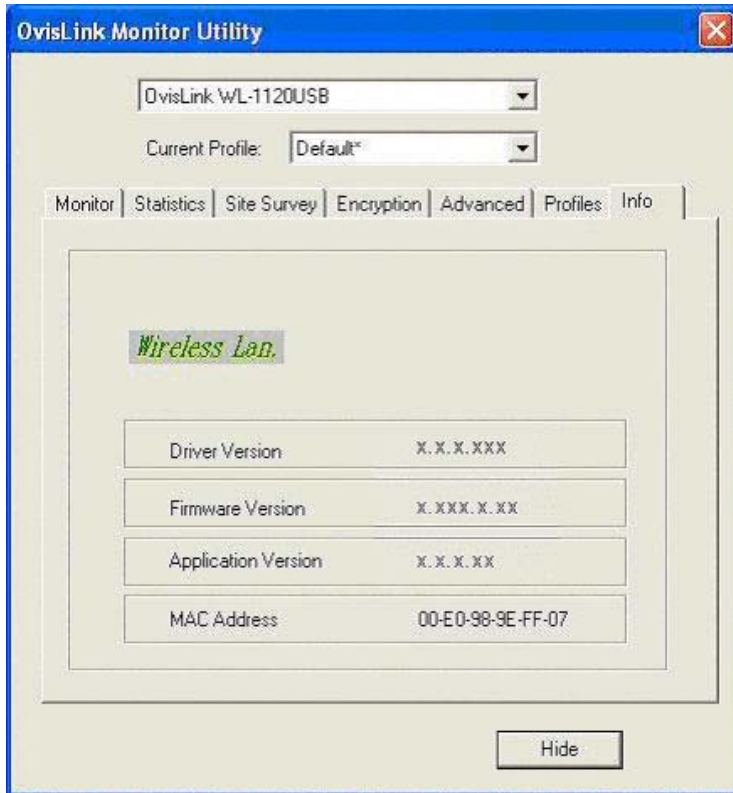 OvisLink Monitor Utility
OvisLink WL-1120USB
Current Profile: Default*
Monitor Statistics Site Survey Encryption Advanced Profiles Info
Wireless Lan.
Driver Version X.X.X.XXX
Firmware Version X.XXX.X.XX
Application Version X.X.X.XX
MAC Address 00-E0-98-9E-FF-07
Hide